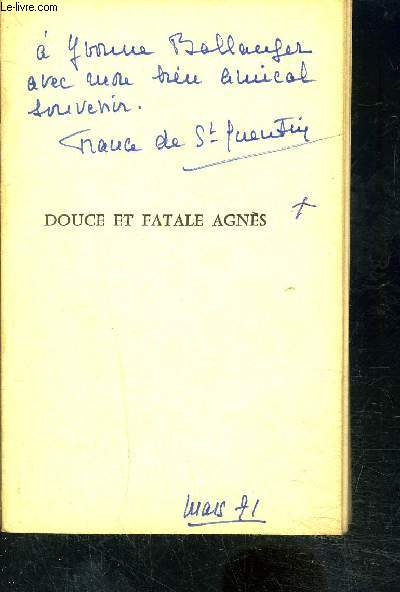 Le-livre.com
à Yvonne Ballanger
avec mon bien amical
souvenir.
France de St Quentin
DOUCE ET FATALE AGNÈS
Mars 71